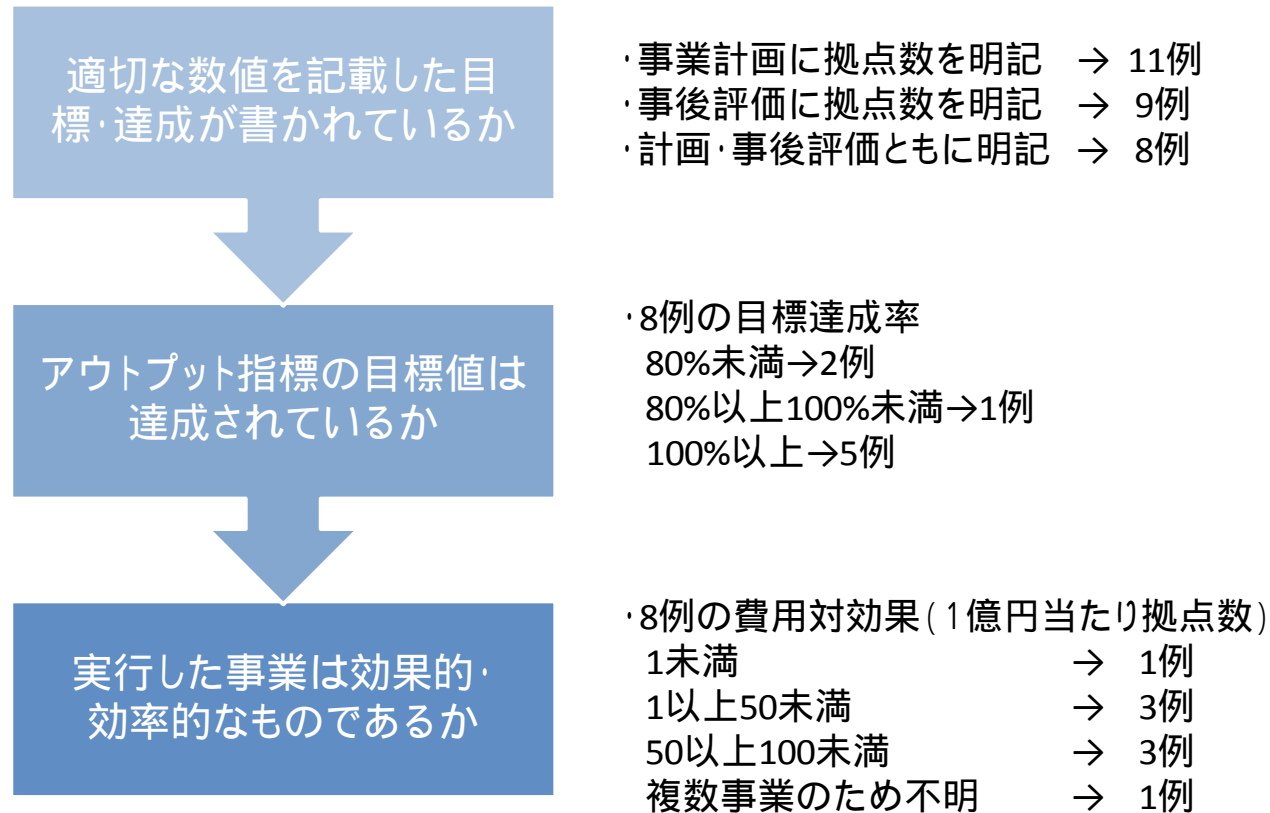 適切な数値を記載した目
標・達成が書かれているか
・事業計画に拠点数を明記 → 11例
・事後評価に拠点数を明記 → 9例
・計画・事後評価ともに明記 → 8例
アウトプット指標の目標値は
達成されているか
・8例の目標達成率
80%未満→2例
80%以上100%未満→1例
100%以上→5例
実行した事業は効果的・
効率的なものであるか
・8例の費用対効果(1億円当たり拠点数)
1未満 → 1例
1以上50未満 → 3例
50以上100未満 → 3例
複数事業のため不明 → 1例